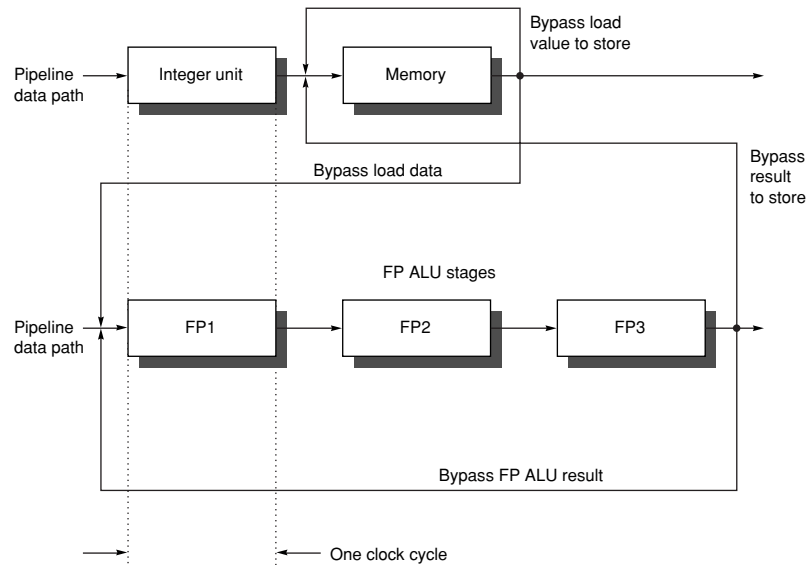 Bypass load
value to store
Pipeline
data path
Integer unit
Memory
Bypass load data
Bypass
result
to store
FP ALU stages
Pipeline
data path
FP1
FP2
FP3
Bypass FP ALU result
One clock cycle